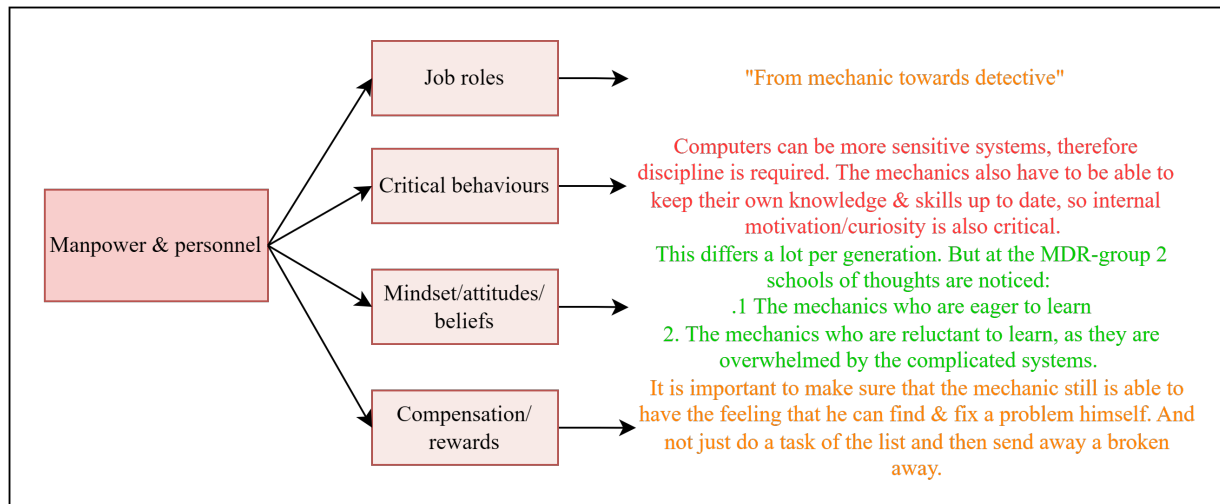 Manpower & personnel
Job roles
"From mechanic towards detective"
Critical behaviours
Computers can be more sensitive systems, therefore
discipline is required. The mechanics also have to be able to
keep their own knowledge & skills up to date, so internal
motivation/curiosity is also critical.
Mindset/attitudes/
beliefs
This differs a lot per generation. But at the MDR-group 2
schools of thoughts are noticed:
.1 The mechanics who are eager to learn
2. The mechanics who are reluctant to learn, as they are
overwhelmed by the complicated systems.
Compensation/
rewards
It is important to make sure that the mechanic still is able to
have the feeling that he can find & fix a problem himself. And
not just do a task of the list and then send away a broken
away.